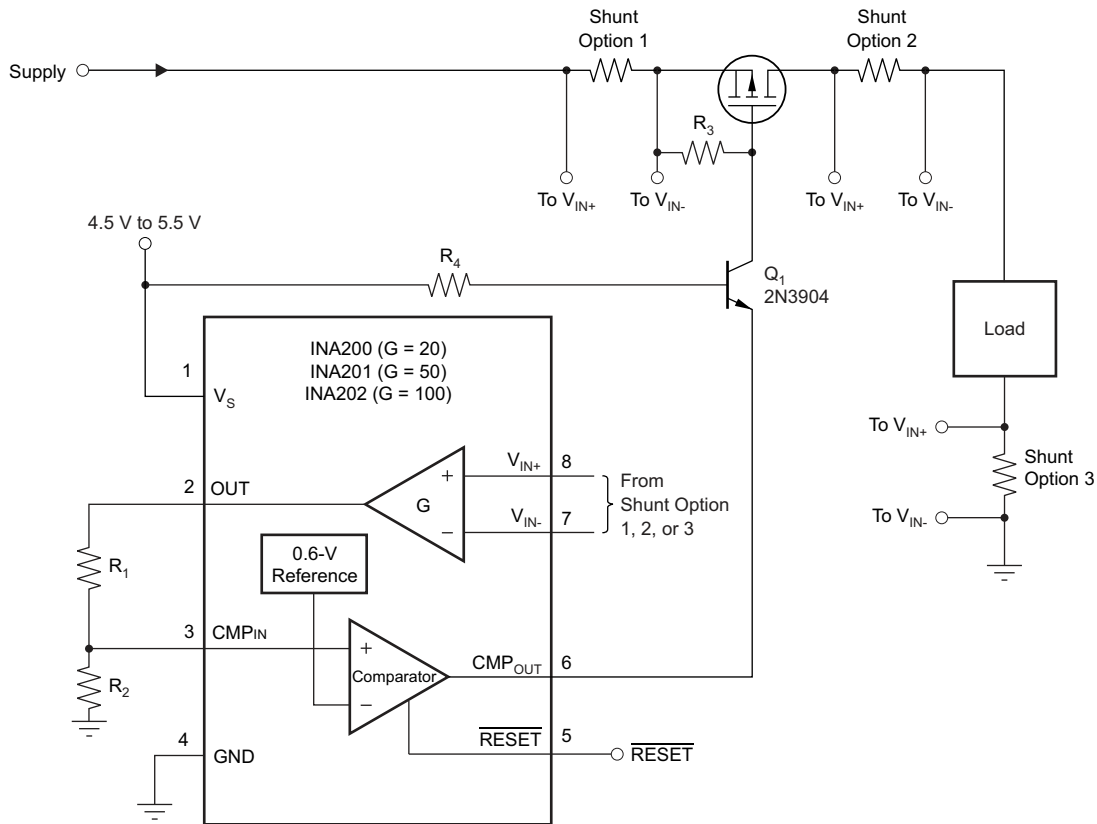 Shunt
Option 1
Shunt
Option 2
Supply
R3
To VIN+
To VIN-
To VIN+
To VIN-
4.5 V to 5.5 V
R4
Q1
2N3904
Load
INA200 (G = 20)
INA201 (G = 50)
INA202 (G = 100)
1
VS
To VIN+
Shunt
Option 3
To VIN-
2
OUT
G
+
−
VIN+
8
VIN-
7
From
Shunt Option
1, 2, or 3
R1
0.6-V
Reference
3
CMPIN
+
Comparator
−
CMPOUT
6
R2
RESET
5
RESET
4
GND